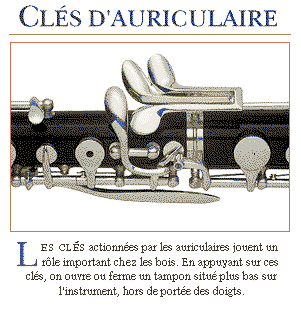 CLÉS D'AURICULAIRE
LES CLÉS actionnées par les auriculaires jouent un
rôle important chez les bois. En appuyant sur ces
clés, on ouvre ou ferme un tampon situé plus bas sur
l'instrument, hors de portée des doigts.